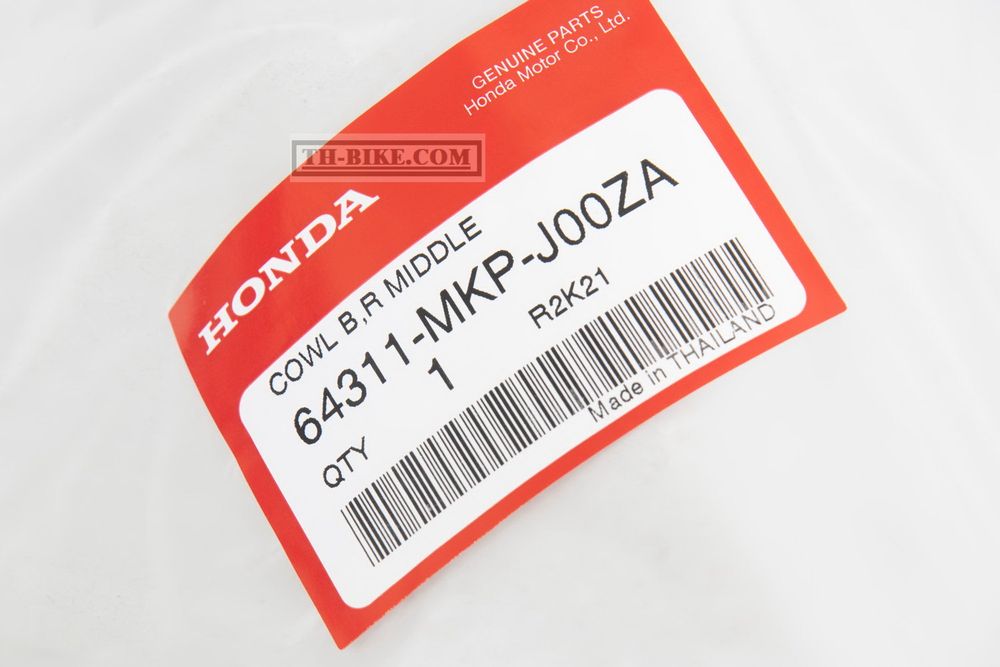 GENUINE PARTS
Honda Motor Co., Ltd.
TH-BIKE.COM
HONDA
COWL B,R MIDDLE
64311-MKP-J00ZA
QTY 1 R2K21
Made in THAILAND